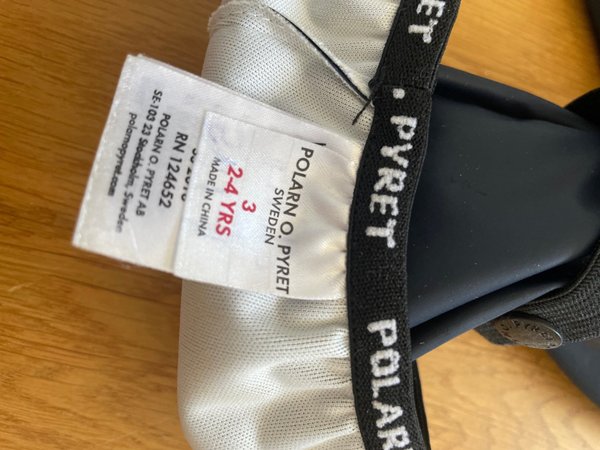 POLARN O. PYRET
SWEDEN
3
2-4 YRS
MADE IN CHINA
RN 124652
POLARN O. PYRET AB
SE-103 23 Stockholm, Sweden
polarnopyret.com
ET
. PYRET
POLARN